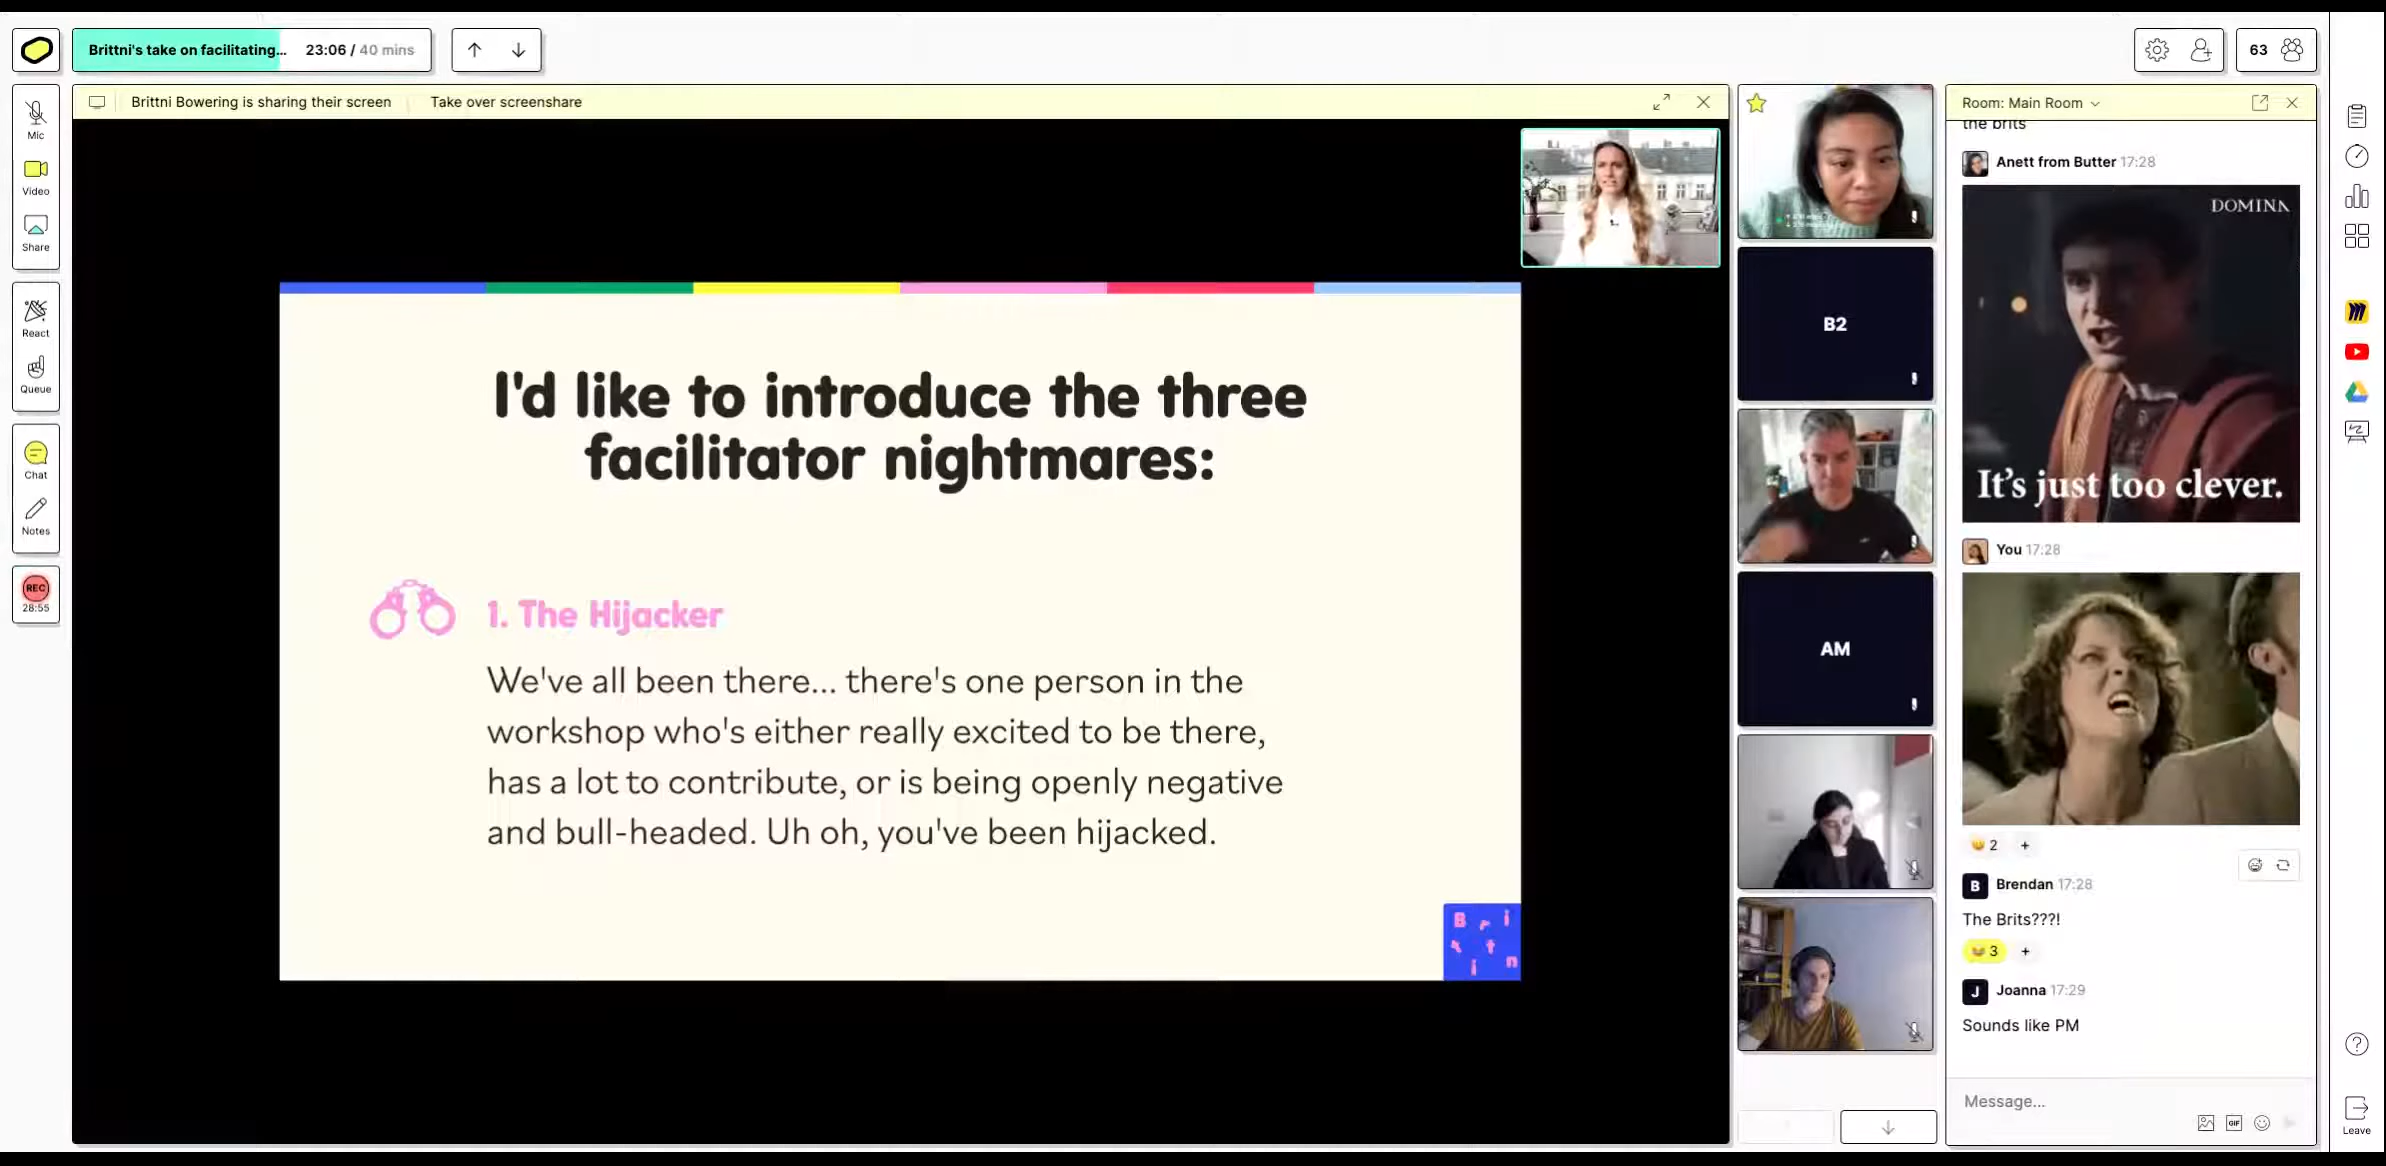 Brittni's take on facilitating...
23:06 / 40 mins
63
Mic
Video
Share
React
Queue
Chat
Notes
REC
28:55
Brittni Bowering is sharing their screen
Take over screenshare
I'd like to introduce the three
facilitator nightmares:
1. The Hijacker
We've all been there... there's one person in the
workshop who's either really excited to be there,
has a lot to contribute, or is being openly negative
and bull-headed. Uh oh, you've been hijacked.
B r i
t t
i n
B2
AM
Room: Main Room
the brits
Anett from Butter 17:28
DOMINA
It's just too clever.
You 17:28
2 +
B Brendan 17:28
The Brits???!
3 +
J Joanna 17:29
Sounds like PM
Message...
GIF
Leave